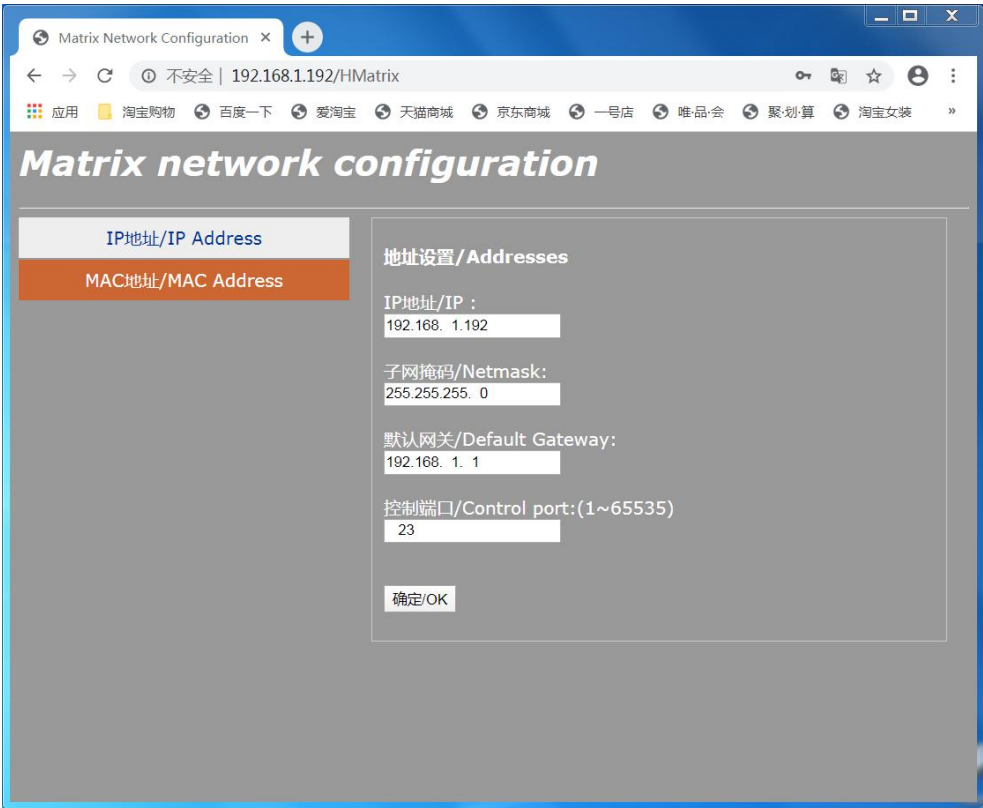 Matrix Network Configuration
不安全 | 192.168.1.192/HMatrix
应用 淘宝购物 百度一下 爱淘宝 天猫商城 京东商城 一号店 唯·品·会 聚·划·算 淘宝女装 »
Matrix network configuration
IP地址/IP Address
MAC地址/MAC Address
地址设置/Addresses
IP地址/IP :
192.168.  1.192
子网掩码/Netmask:
255.255.255.  0
默认网关/Default Gateway:
192.168.  1.  1
控制端口/Control port:(1~65535)
23
确定/OK